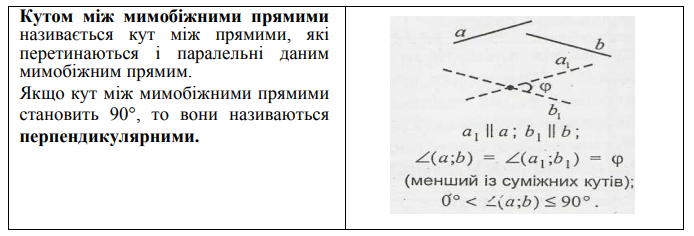 Кутом між мимобіжними прямими
називається кут між прямими, які
перетинаються і паралельні даним
мимобіжним прямим.
Якщо кут між мимобіжними прямими
становить 90°, то вони називаються
перпендикулярними.
a
b
a₁
φ
b₁
a₁ || a ; b₁ || b ;
∠(a;b) = ∠(a₁;b₁) = φ
(менший із суміжних кутів);
0° < ∠(a;b) ≤ 90° .